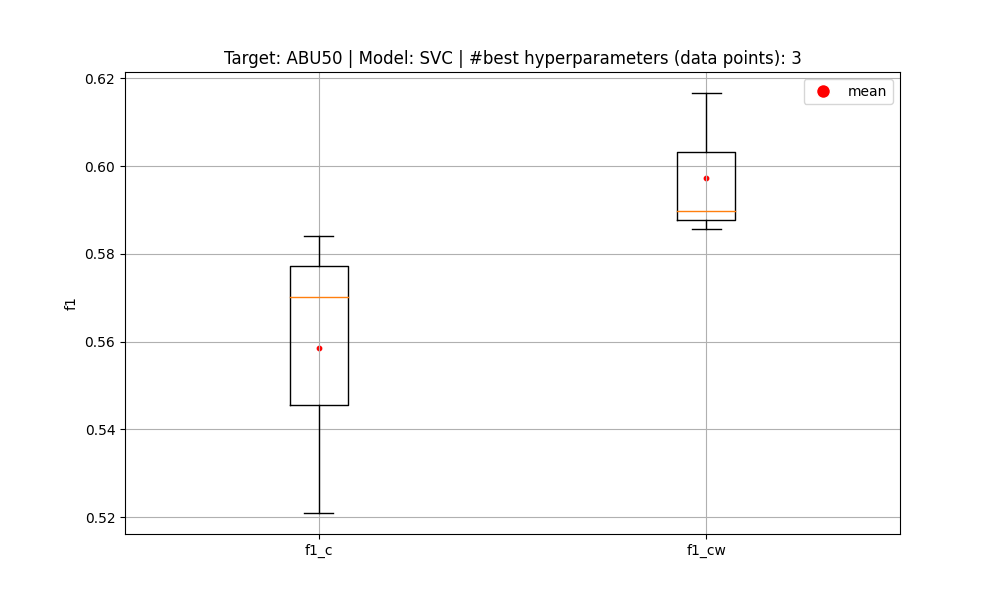 Target: ABU50 | Model: SVC | #best hyperparameters (data points): 3
mean
0.62
0.60
0.58
0.56
0.54
0.52
f1
f1_c
f1_cw